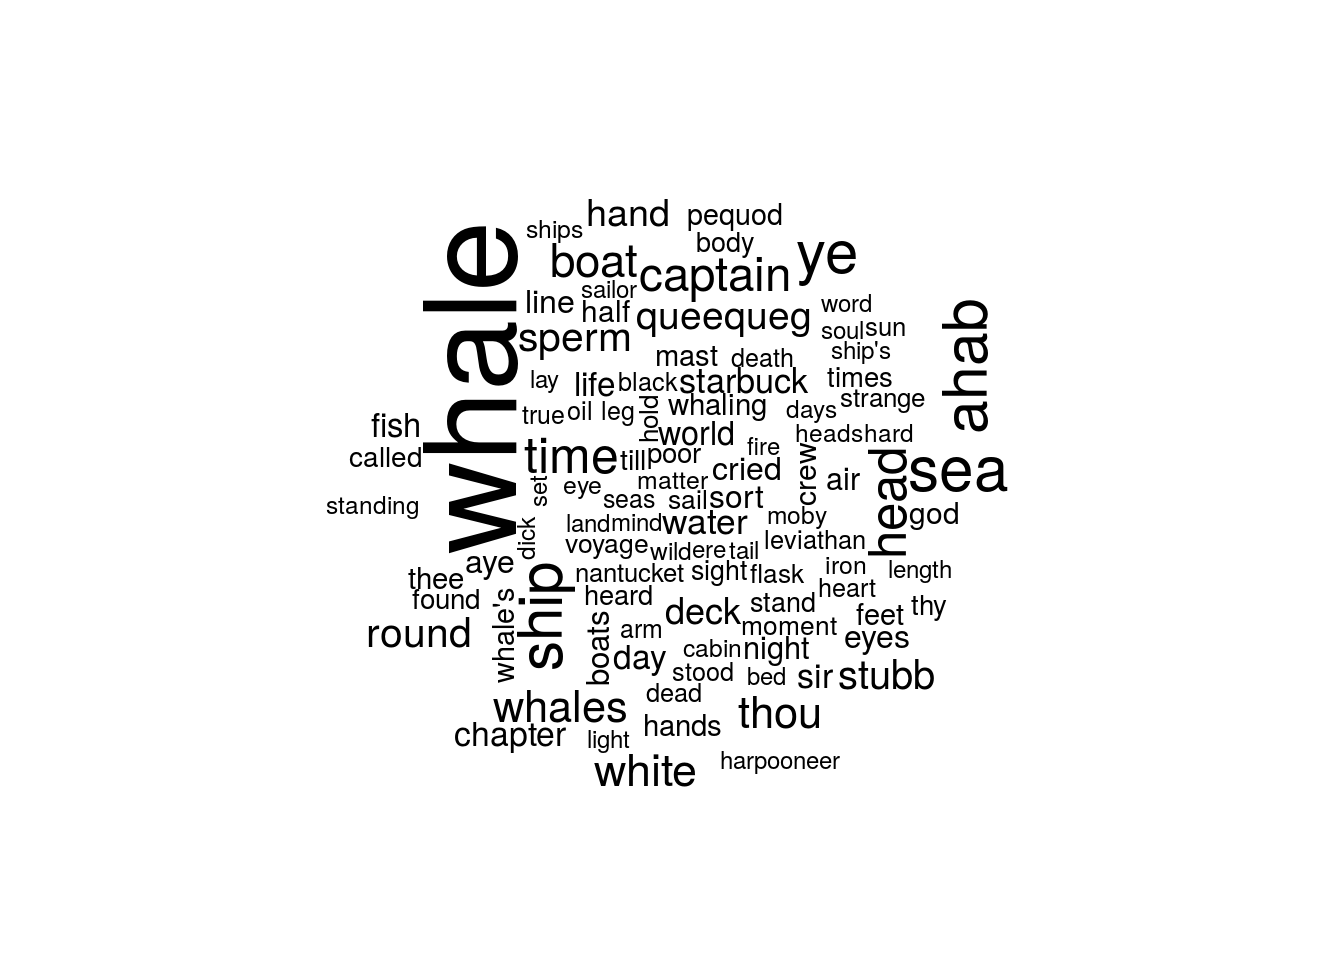 hand pequod
ships
body
boat captain ye
whale
sailor
line half queequeg word
ahab
soul sun
sperm
ship's
mast death
lay life black starbuck times
strange
true oil leg hold whaling days
fish
world heads hard
called time till poor fire
cried crew air head sea
set eye matter
standing seas sail sort
dick land mind water moby god
voyage wild ere tail leviathan
aye
thee nantucket sight flask iron length
found ship heard heart
whale's boats deck stand feet thy
round arm moment eyes
day cabin night
stood bed sir stubb
dead
whales hands thou
chapter light
white harpooneer